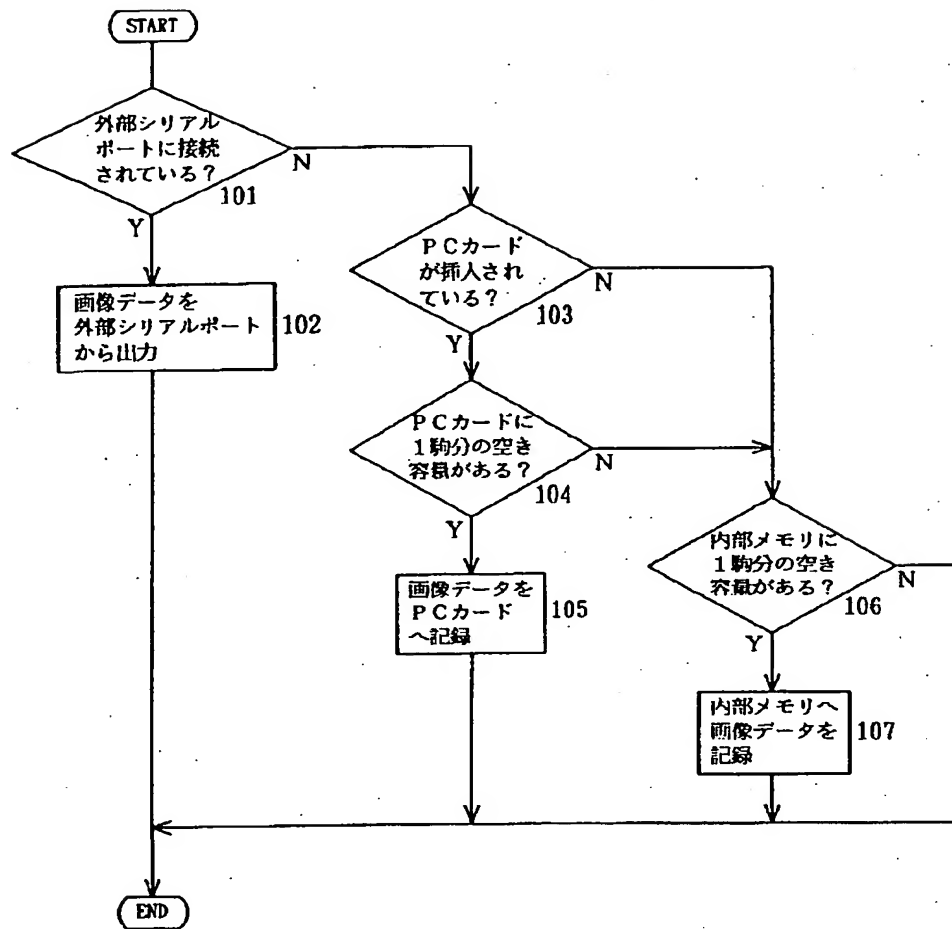 START
外部シリアル
ポートに接続
されている？
101
N
Y
画像データを
外部シリアルポート
から出力
102
ＰＣカード
が挿入され
ている？
103
N
Y
ＰＣカードに
１駒分の空き
容量がある？
104
N
Y
画像データを
ＰＣカード
へ記録
105
内部メモリに
１駒分の空き
容量がある？
106
N
Y
内部メモリへ
画像データを
記録
107
END